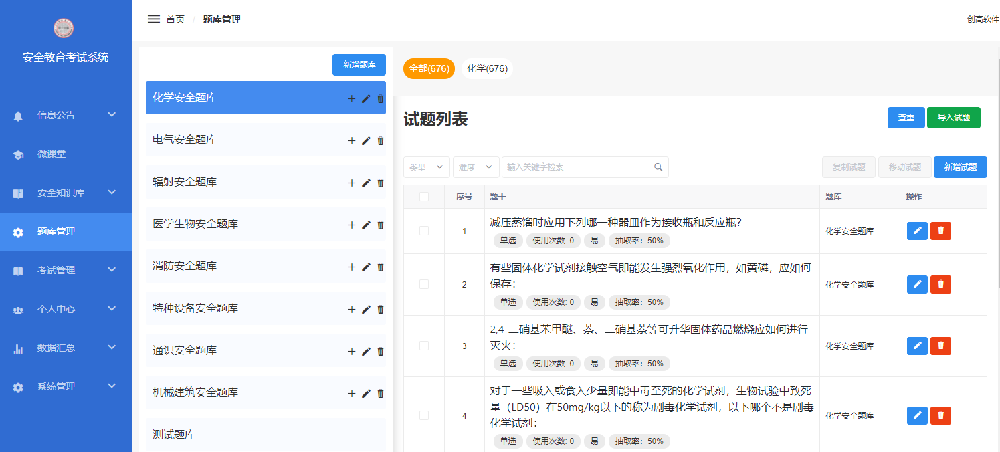 安全教育考试系统
信息公告
微课堂
安全知识库
题库管理
考试管理
个人中心
数据汇总
系统管理
首页 / 题库管理
创高软件
新增题库
化学安全题库
电气安全题库
辐射安全题库
医学生物安全题库
消防安全题库
特种设备安全题库
通识安全题库
机械建筑安全题库
测试题库
全部(676) 化学(676)
试题列表
查重 导入试题
类型 难度 输入关键字检索 复制试题 移动试题 新增试题
序号 题干 题库 操作
1 减压蒸馏时应用下列哪一种器皿作为接收瓶和反应瓶? 化学安全题库
单选 使用次数: 0 易 抽取率：50%
2 有些固体化学试剂接触空气即能发生强烈氧化作用，如黄磷，应如何
保存： 化学安全题库
单选 使用次数: 0 易 抽取率：50%
3 2,4-二硝基苯甲醚、萘、二硝基萘等可升华固体药品燃烧应如何进行
灭火： 化学安全题库
单选 使用次数: 0 易 抽取率：50%
4 对于一些吸入或食入少量即能中毒至死的化学试剂，生物试验中致死
量（LD50）在50mg/kg以下的称为剧毒化学试剂，以下哪个不是剧毒
化学试剂： 化学安全题库
单选 使用次数: 0 易 抽取率：50%